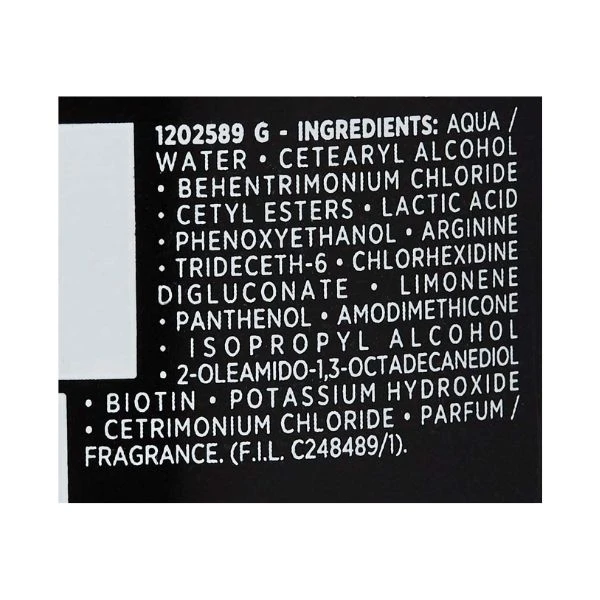 1202589 G - INGREDIENTS: AQUA /
WATER • CETEARYL ALCOHOL
• BEHENTRIMONIUM CHLORIDE
• CETYL ESTERS • LACTIC ACID
• PHENOXYETHANOL • ARGININE
• TRIDECETH-6 • CHLORHEXIDINE
DIGLUCONATE • LIMONENE
• PANTHENOL • AMODIMETHICONE
• ISOPROPYL ALCOHOL
• 2-OLEAMIDO-1,3-OCTADECANEDIOL
• BIOTIN • POTASSIUM HYDROXIDE
• CETRIMONIUM CHLORIDE • PARFUM /
FRAGRANCE. (F.I.L. C248489/1).